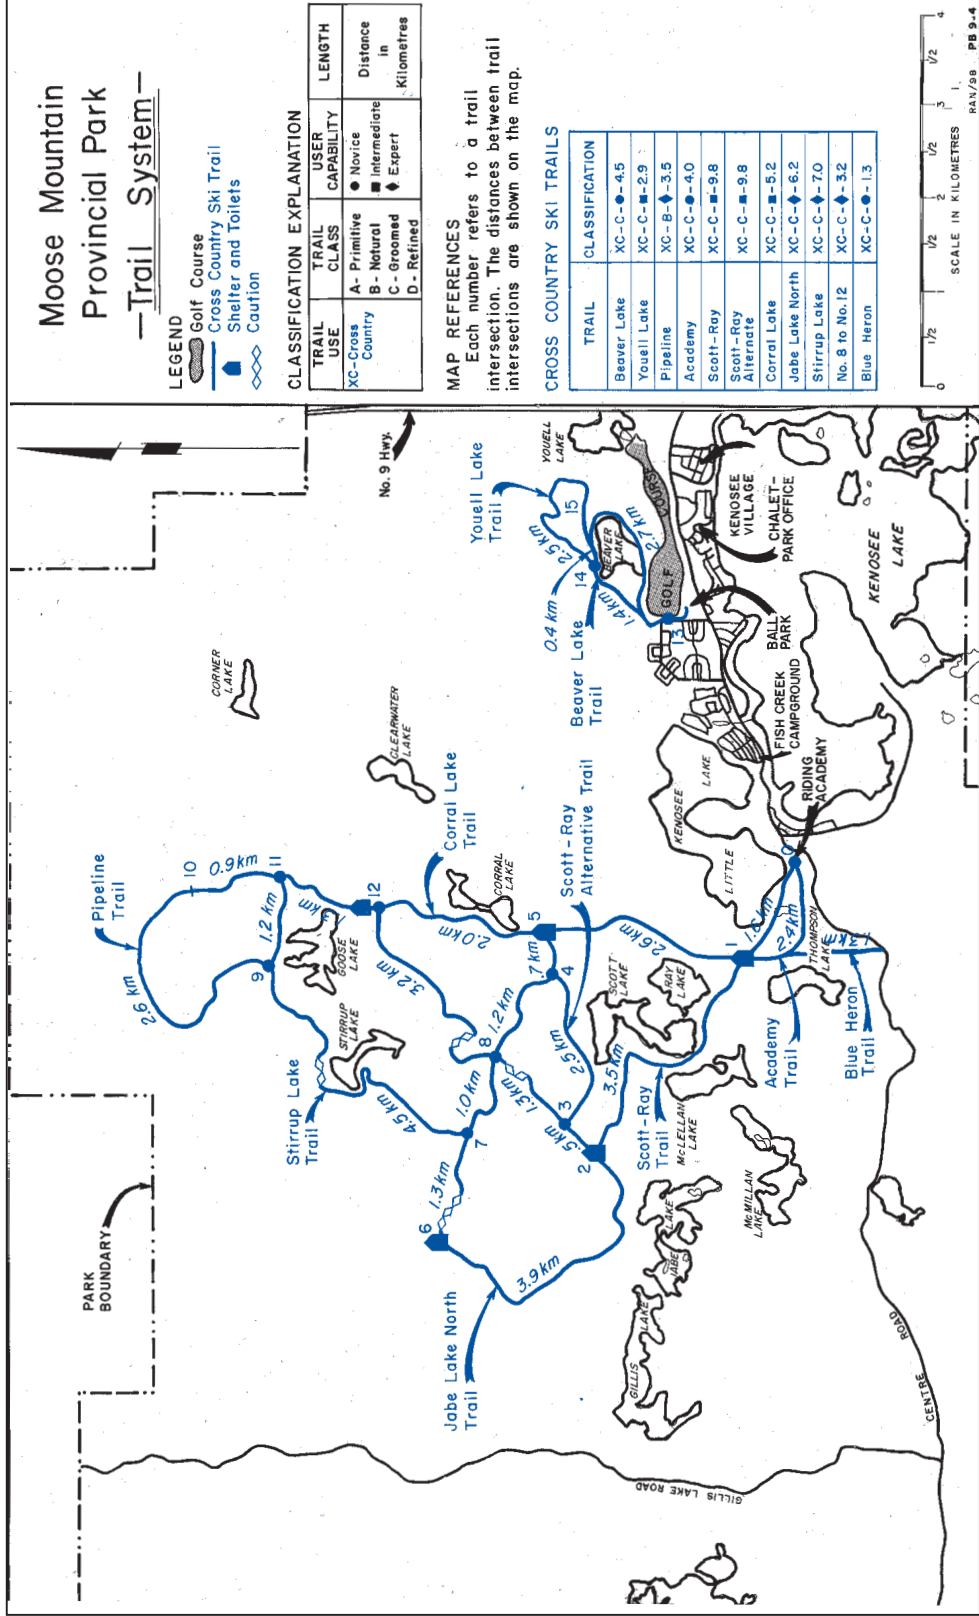 Moose Mountain
Provincial Park
—Trail System—
LEGEND
Golf Course
Cross Country Ski Trail
Shelter and Toilets
Caution
CLASSIFICATION EXPLANATION
TRAIL USE	TRAIL CLASS	USER CAPABILITY	LENGTH
XC-Cross Country	A- Primitive	● Novice	Distance
B - Natural	■ Intermediate	in
C - Groomed	◆ Expert	Kilometres
D - Refined
MAP REFERENCES
Each number refers to a trail
intersection. The distances between trail
intersections are shown on the map.
CROSS COUNTRY SKI TRAILS
TRAIL	CLASSIFICATION
Beaver Lake	XC-C-●-4.5
Youell Lake	XC-C-■-2.9
Pipeline	XC-B-◆-3.5
Academy	XC-C-●-4.0
Scott-Ray	XC-C-■-9.8
Scott-Ray Alternate	XC-C-■-9.8
Corral Lake	XC-C-■-5.2
Jabe Lake North	XC-C-◆-6.2
Stirrup Lake	XC-C-◆-7.0
No. 8 to No. 12	XC-C-◆-3.2
Blue Heron	XC-C-●-1.3
0 1/2 1 1/2 2 1/2 3 1/2 4
SCALE IN KILOMETRES
RAN/98 PB 9-4
PARK
BOUNDARY
No. 9 Hwy.
CORNER
LAKE
CLEARWATER
LAKE
Pipeline
Trail
10
0.9 km
11
2.6 km
1.2 km
9
GOOSE
LAKE
12
STIRRUP
LAKE
Stirrup Lake
Trail
4.5 km
3.2 km
Corral Lake
Trail
2.0 km
CORRAL
LAKE
5
.7 km
4
1.2 km
8
1.0 km
7
1.3 km
6
1.3 km
3
2.5 km
.5 km
2
3.9 km
Jabe Lake North
Trail
Scott-Ray
Alternative Trail
2.6 km
SCOTT
LAKE
RAY
LAKE
3.5 km
Scott-Ray
Trail
McLELLAN
LAKE
McMILLAN
LAKE
JABE
LAKE
GILLIS
LAKE
GILLIS LAKE ROAD
CENTRE ROAD
1
2.4 km
THOMPSON
LAKE
1.3 km
Academy
Trail
Blue Heron
Trail
0
RIDING
ACADEMY
LITTLE
KENOSEE
LAKE
FISH CREEK
CAMPGROUND
BALL
PARK
13
1.4 km
Beaver Lake
Trail
0.4 km
14
2.5 km
15
Youell Lake
Trail
BEAVER
LAKE
2.7 km
GOLF COURSE
YOUELL
LAKE
KENOSEE
VILLAGE
CHALET-
PARK OFFICE
KENOSEE
LAKE